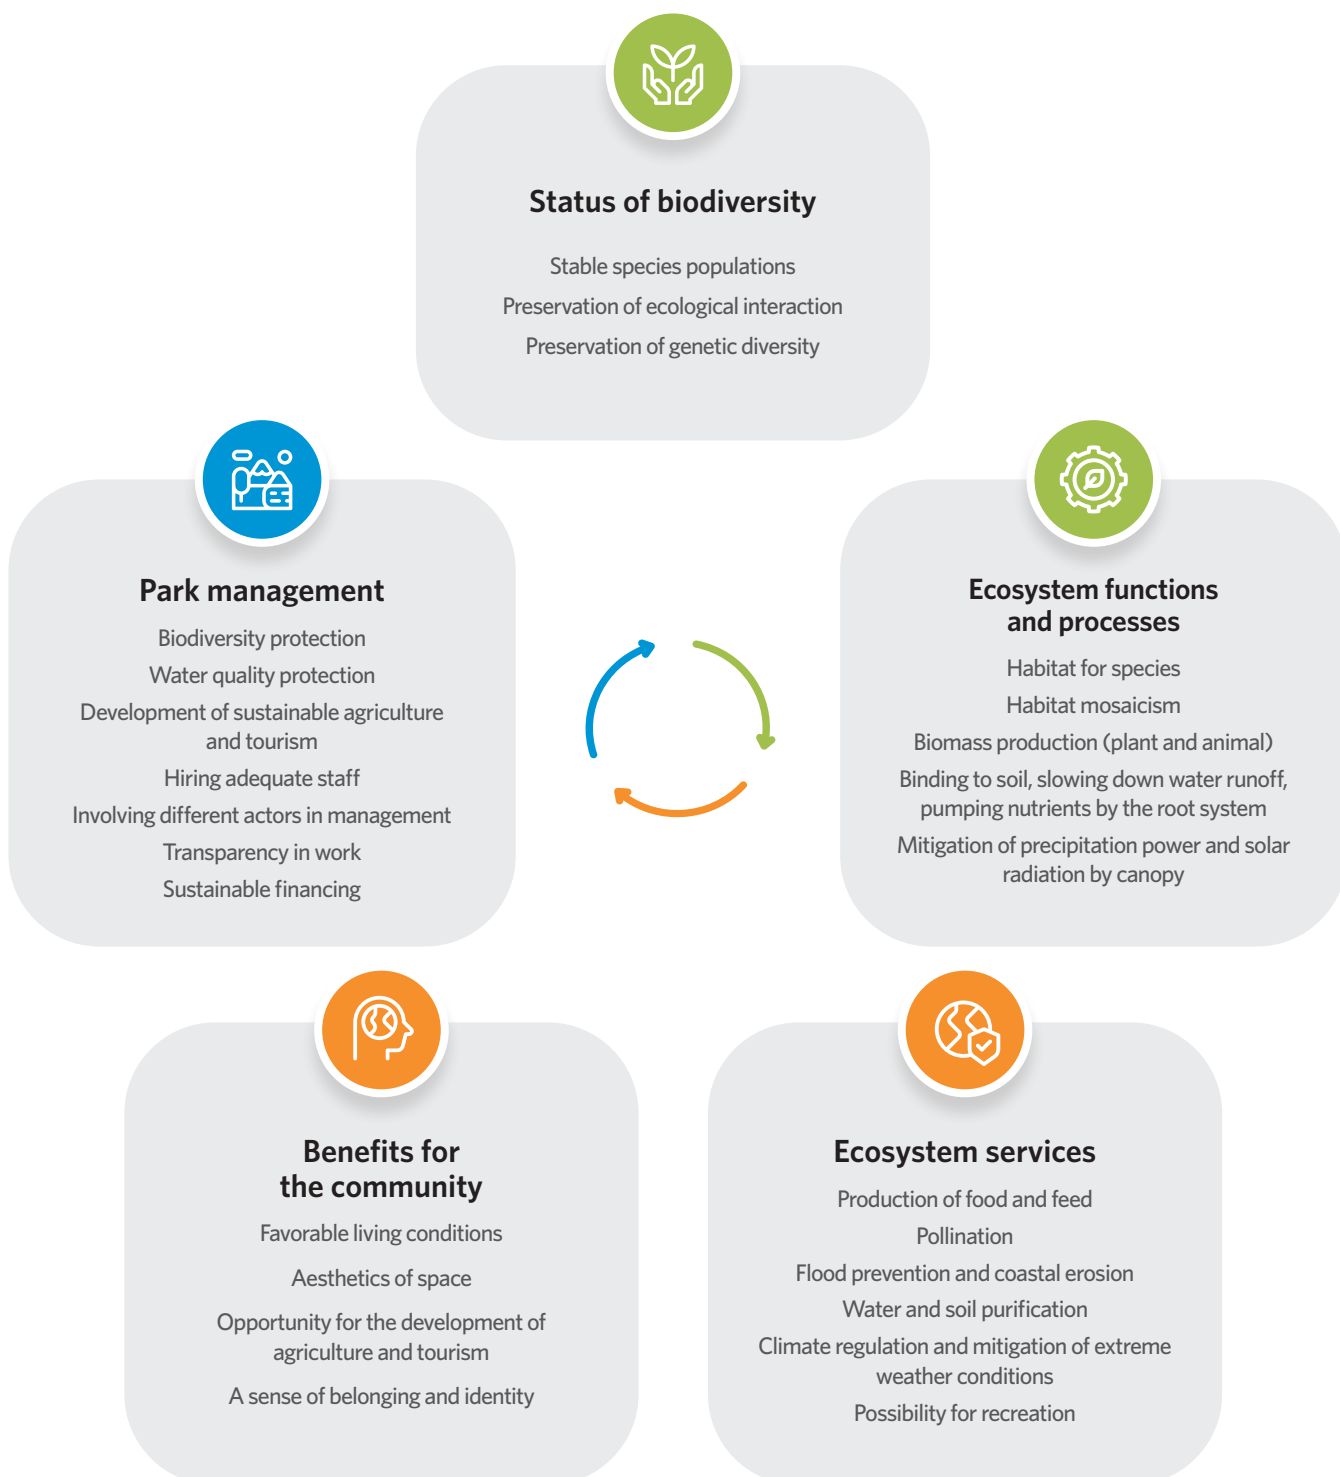 Status of biodiversity
Stable species populations
Preservation of ecological interaction
Preservation of genetic diversity
Park management
Biodiversity protection
Water quality protection
Development of sustainable agriculture
and tourism
Hiring adequate staff
Involving different actors in management
Transparency in work
Sustainable financing
Ecosystem functions
and processes
Habitat for species
Habitat mosaicism
Biomass production (plant and animal)
Binding to soil, slowing down water runoff,
pumping nutrients by the root system
Mitigation of precipitation power and solar
radiation by canopy
Benefits for
the community
Favorable living conditions
Aesthetics of space
Opportunity for the development of
agriculture and tourism
A sense of belonging and identity
Ecosystem services
Production of food and feed
Pollination
Flood prevention and coastal erosion
Water and soil purification
Climate regulation and mitigation of extreme
weather conditions
Possibility for recreation